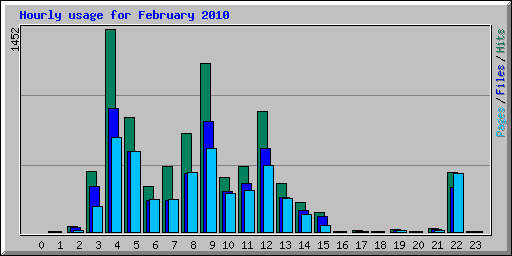 Hourly usage for February 2010
1452
Pages / Files / Hits
0 1 2 3 4 5 6 7 8 9 10 11 12 13 14 15 16 17 18 19 20 21 22 23